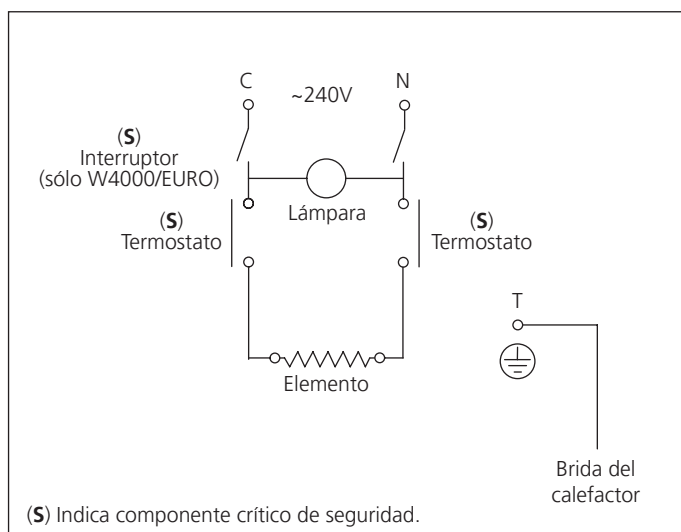 C
~240V
N
(S)
Interruptor
(sólo W4000/EURO)
Lámpara
(S)
Termostato
(S)
Termostato
T
Elemento
Brida del
calefactor
(S) Indica componente crítico de seguridad.